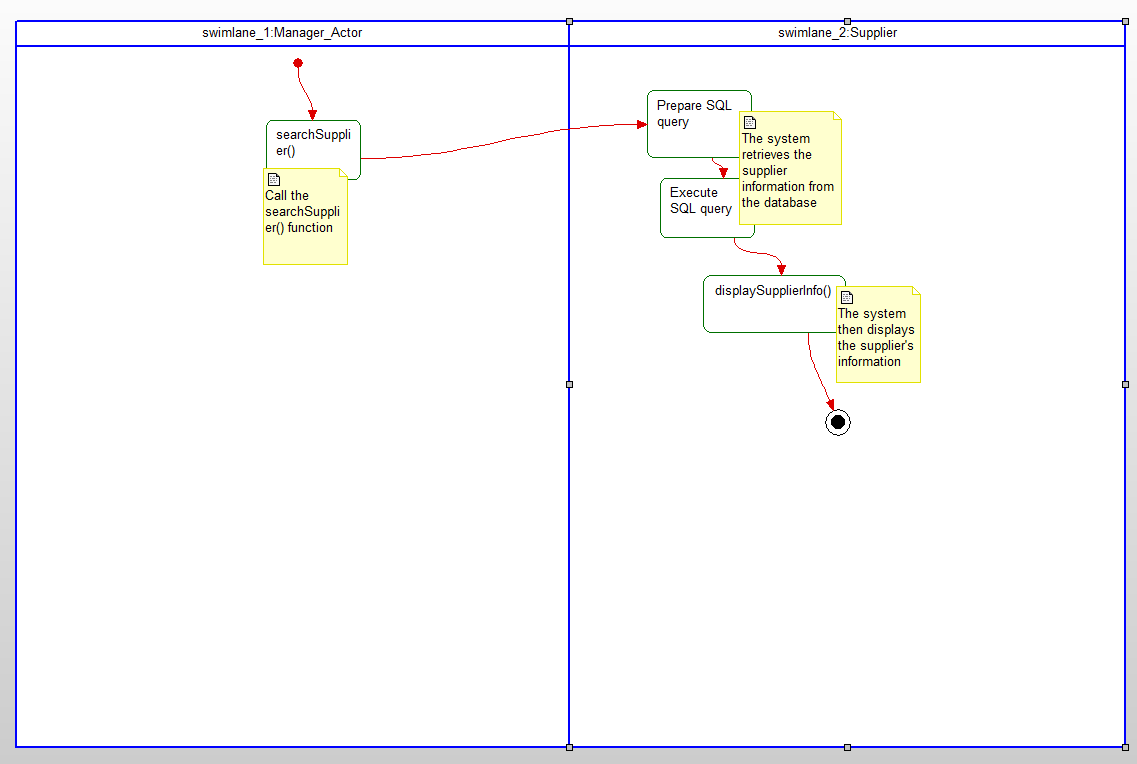 swimlane_1:Manager_Actor
swimlane_2:Supplier
searchSuppli
er()
Call the
searchSuppli
er() function
Prepare SQL
query
The system
retrieves the
supplier
information from
the database
Execute
SQL query
displaySupplierInfo()
The system
then displays
the supplier's
information